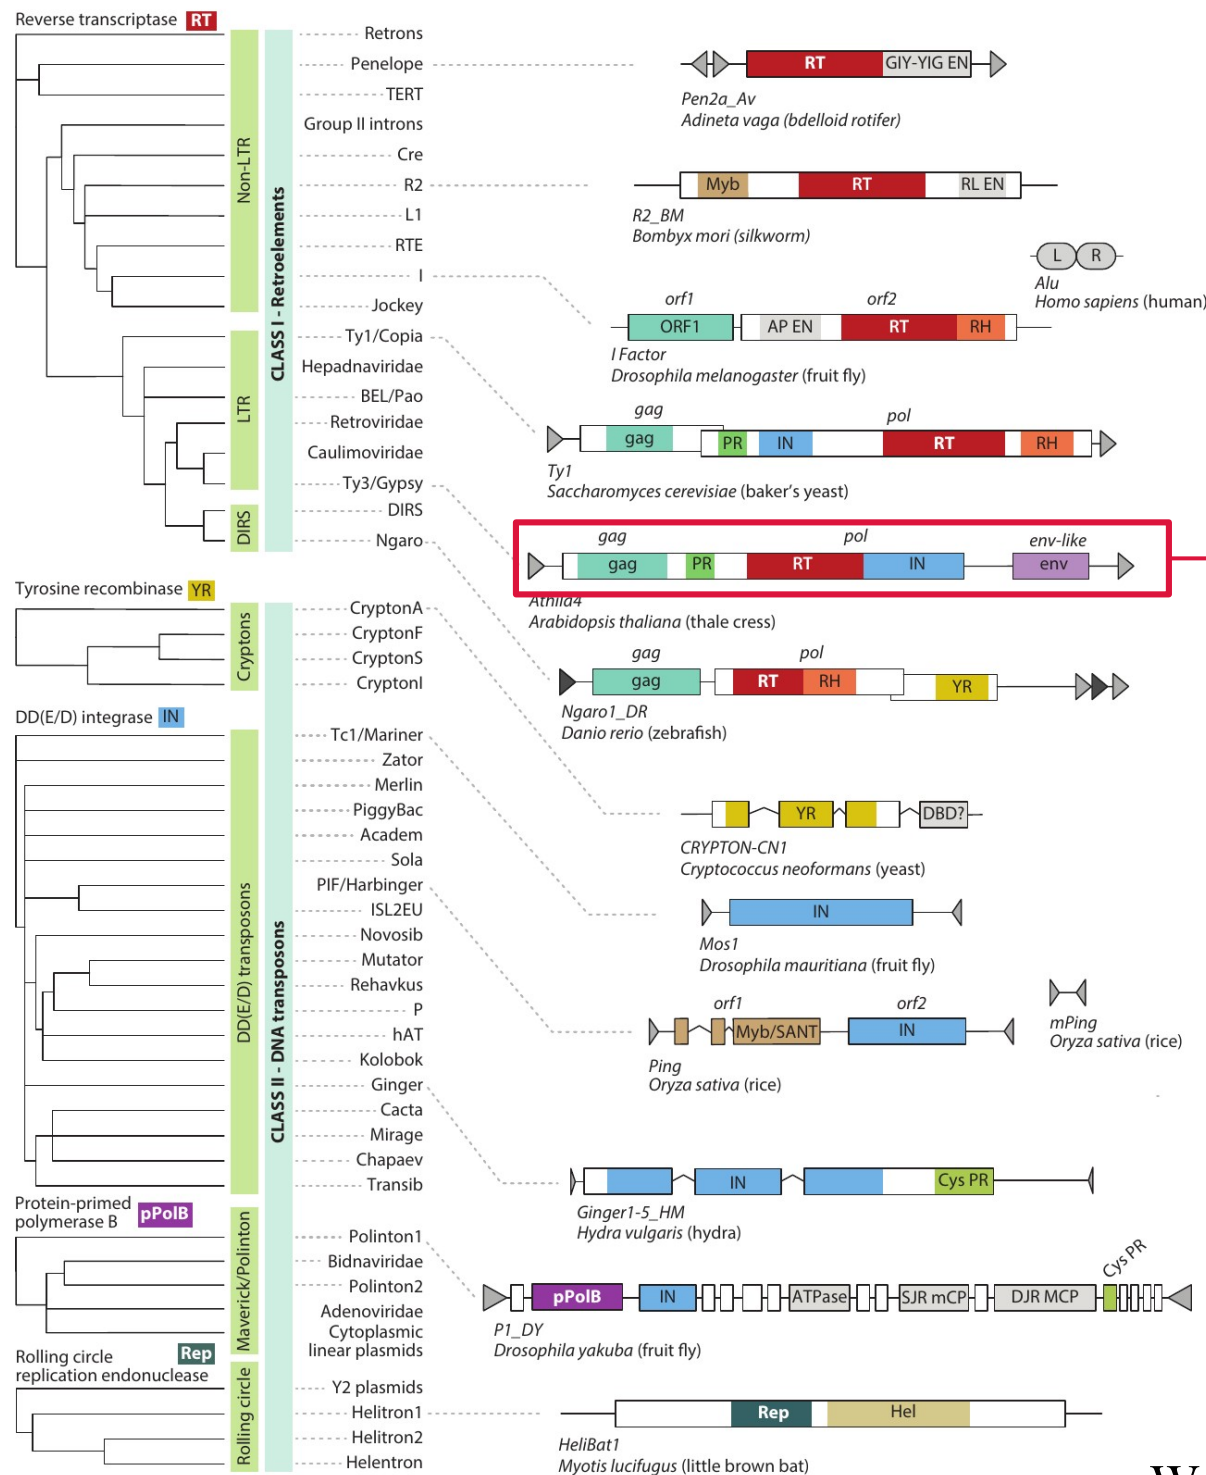 Reverse transcriptase RT
Non-LTR
LTR
DIRS
CLASS I - Retroelements
Retrons
Penelope
TERT
Group II introns
Cre
R2
L1
RTE
I
Jockey
Ty1/Copia
Hepadnaviridae
BEL/Pao
Retroviridae
Caulimoviridae
Ty3/Gypsy
DIRS
Ngaro
Tyrosine recombinase YR
Cryptons
CryptonA
CryptonF
CryptonS
CryptonI
DD(E/D) integrase IN
DD(E/D) transposons
CLASS II - DNA transposons
Tc1/Mariner
Zator
Merlin
PiggyBac
Academ
Sola
PIF/Harbinger
ISL2EU
Novosib
Mutator
Rehavkus
P
hAT
Kolobok
Ginger
Cacta
Mirage
Chapaev
Transib
Protein-primed
polymerase B pPolB
Maverick/Polinton
Polinton1
Bidnaviridae
Polinton2
Adenoviridae
Cytoplasmic
linear plasmids
Rolling circle
replication endonuclease Rep
Rolling circle
Y2 plasmids
Helitron1
Helitron2
Helentron
RT GIY-YIG EN
Pen2a_Av
Adineta vaga (bdelloid rotifer)
Myb RT RL EN
R2_BM
Bombyx mori (silkworm)
L R
Alu
Homo sapiens (human)
orf1 orf2
ORF1 AP EN RT RH
I Factor
Drosophila melanogaster (fruit fly)
gag pol
gag PR IN RT RH
Ty1
Saccharomyces cerevisiae (baker's yeast)
gag pol env-like
gag PR RT IN env
Athila4
Arabidopsis thaliana (thale cress)
gag pol
gag RT RH YR
Ngaro1_DR
Danio rerio (zebrafish)
YR DBD?
CRYPTON-CN1
Cryptococcus neoformans (yeast)
IN
Mos1
Drosophila mauritiana (fruit fly)
orf1 orf2
Myb/SANT IN
Ping
Oryza sativa (rice)
mPing
Oryza sativa (rice)
IN Cys PR
Ginger1-5_HM
Hydra vulgaris (hydra)
Cys PR
pPolB IN ATPase SJR mCP DJR MCP
P1_DY
Drosophila yakuba (fruit fly)
Rep Hel
HeliBat1
Myotis lucifugus (little brown bat)